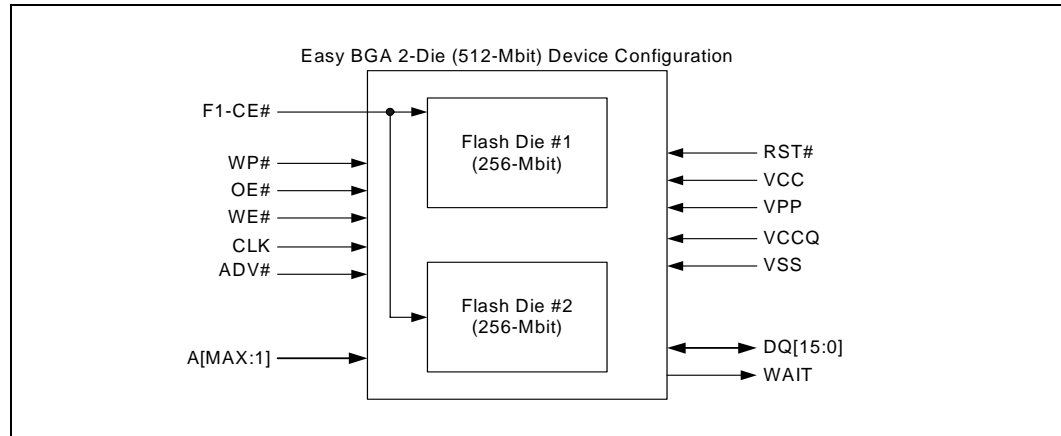 Easy BGA 2-Die (512-Mbit) Device Configuration
F1-CE#
WP#
OE#
WE#
CLK
ADV#
A[MAX:1]
Flash Die #1
(256-Mbit)
Flash Die #2
(256-Mbit)
RST#
VCC
VPP
VCCQ
VSS
DQ[15:0]
WAIT